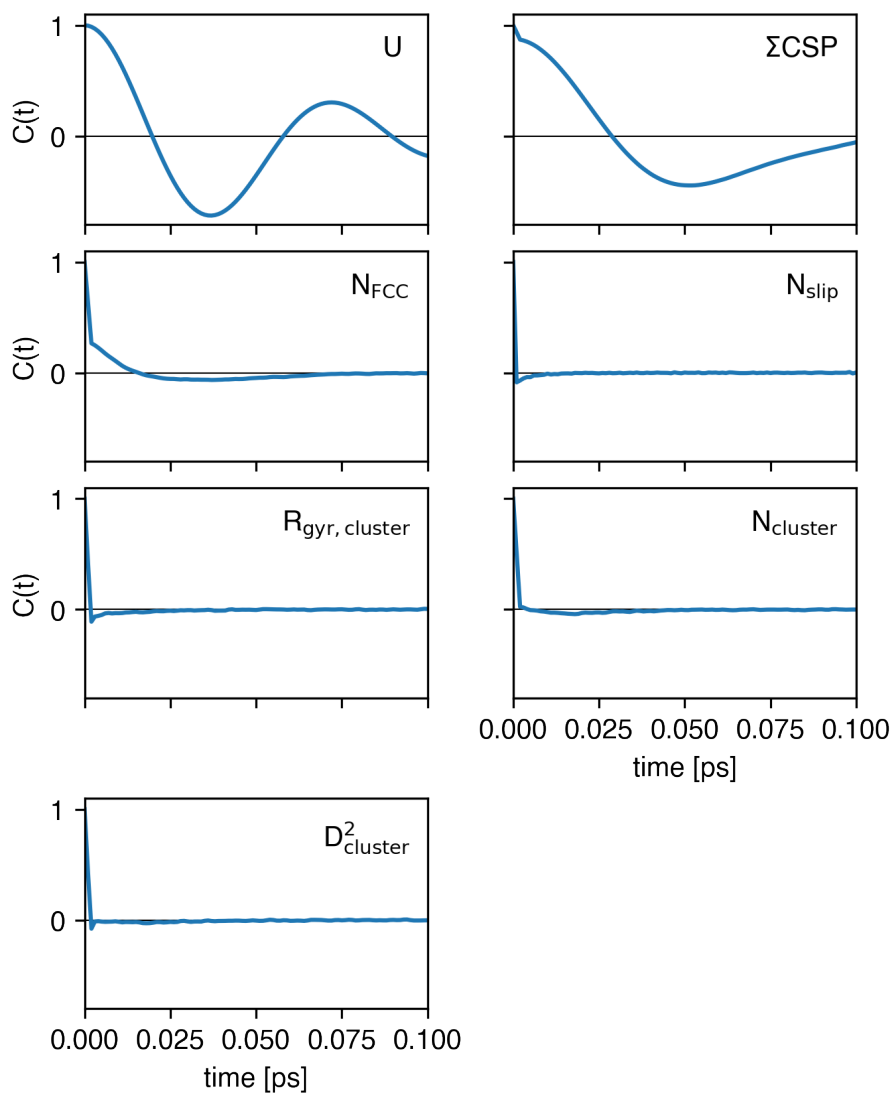 1
0
C(t)
U
ΣCSP
1
0
C(t)
N_FCC
N_slip
1
0
C(t)
R_gyr, cluster
N_cluster
0.000 0.025 0.050 0.075 0.100
time [ps]
1
0
D²_cluster
0.000 0.025 0.050 0.075 0.100
time [ps]